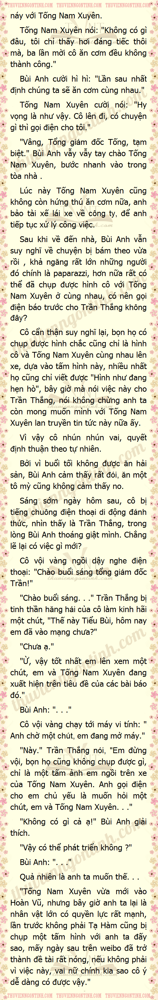 THUVIENNGONTINH.COM THUVIENNGONTINH.COM THUVIENNGONTINH.COM
náy với Tống Nam Xuyên.
Tống Nam Xuyên nói: "Không có gì
đâu, tôi chỉ thấy hơi đáng tiếc thôi
mà, ba lần mời cô ăn cơm đều không
thành công."
Bùi Anh cười hì hì: "Lần sau nhất
định chúng ta sẽ ăn cơm cùng nhau."
Tống Nam Xuyên cười nói: "Hy
vọng là như vậy. Cô lên đi, có chuyện
gì thì gọi điện cho tôi."
"Vâng, Tổng giám đốc Tống, tạm
biệt." Bùi Anh vẫy vẫy tay chào Tống
Nam Xuyên, bước nhanh vào trong
tòa nhà .
Lúc này Tống Nam Xuyên cũng
không còn hứng thú ăn cơm nữa, anh
bảo tài xế lái xe về công ty, để anh
tiếp tục xử lý công việc.
Sau khi về đến nhà, Bùi Anh vẫn
suy nghĩ về chuyện bị bám theo vừa
rồi , khả ngăng rất lớn những người
đó chính là paparazzi, hơn nữa rất có
thể đã chụp được hình cô với Tống
Nam Xuyên ở cùng nhau, có nên gọi
điện báo trước cho Trần Thắng không
đây?
Cô cẩn thận suy nghĩ lại, bọn họ có
chụp được hình chắc cũng chỉ là hình
cô và Tống Nam Xuyên cùng nhau lên
xe, dựa vào tấm hình này, nhiều nhất
họ cũng chỉ viết được "Hình như đang
hẹn hò", bây giờ mà nói việc này cho
Trần Thắng, nói không chừng anh ta
còn mong muốn mình với Tống Nam
Xuyên lan truyền tin tức này nữa ấy.
Vì vậy cô nhún nhún vai, quyết
định thuận theo tự nhiên.
Bởi vì buổi tối không được ăn hải
sản, Bùi Anh cảm thấy rất đói, ăn một
tô mỳ cũng không cảm thấy no.
Sáng sớm ngày hôm sau, cô bị
tiếng chuông điện thoại di động đánh
thức, nhìn thấy là Trần Thắng, trong
lòng Bùi Anh thoáng giật mình. Chẳng
lẽ lại có việc gì mới?
Cô vội vàng ngồi dậy nghe điện
thoại: "Chào buổi sáng tổng giám đốc
Trần!"
"Chào buổi sáng. . ." Trần Thắng bị
tinh thần hăng hái của cô làm kinh hãi
một chút, "Thế này Tiểu Bùi, hôm nay
em đã vào mạng chưa?"
"Chưa ạ."
"Ừ, vậy tốt nhất em lên xem một
chút, em và Tống Nam Xuyên đang
xuất hiện trên tiêu đề của các bài báo
đó."
Bùi Anh: ". . ."
Cô vội vàng chạy tới máy vi tính: "
Anh chờ một chút, em đang mở máy."
"Này." Trần Thắng nói, "Em đừng
vội, bọn họ cũng không chụp được gì,
chỉ là một tấm ảnh em ngồi trên xe
của Tống Nam Xuyên. Anh gọi điện
cho em chủ yếu là muốn hỏi một
chút, em và Tống Nam Xuyên. . ."
"Không có gì cả ạ!" Bùi Anh giải
thích.
"Vậy có thể phát triển không ?"
Bùi Anh: ". . ."
Quả nhiên là anh ta muốn thế. . .
"Tống Nam Xuyên vừa mới vào
Hoàn Vũ, nhưng bây giờ anh ta lại là
nhân vật lớn có quyền lực rất mạnh,
lần trước không phải Tạ Hàm cũng bị
chụp một tấm hình với anh ta đấy
sao, mấy ngày sau trên weibo đã trở
thành đề tài rất nóng, nếu không phải
vì việc này, vai nữ chính kia sao cô ý
dễ dàng có được vậy."
THUVIENNGONTINH.COM THUVIENNGONTINH.COM THUVIENNGONTINH.COM